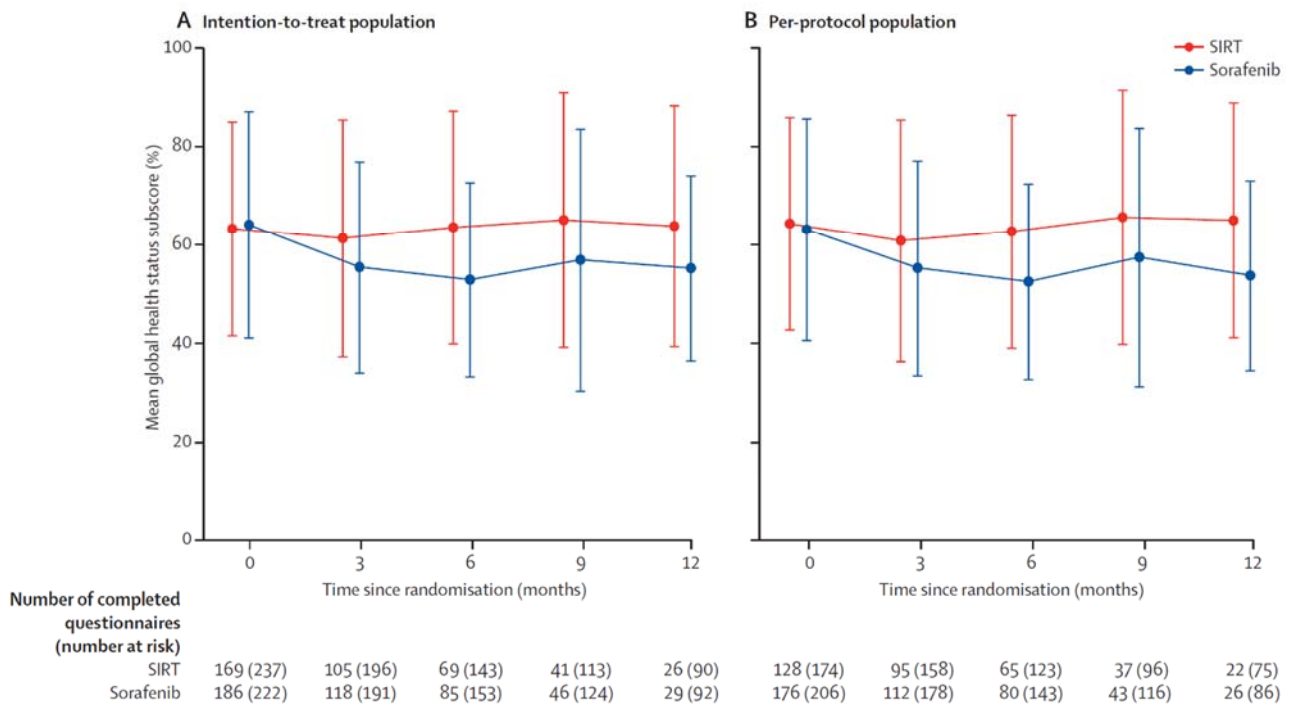 A Intention-to-treat population
B Per-protocol population
SIRT
Sorafenib
Mean global health status subscore (%)
100
80
60
40
20
0
0 3 6 9 12
Time since randomisation (months)
0 3 6 9 12
Time since randomisation (months)
Number of completed
questionnaires
(number at risk)
SIRT 169 (237) 105 (196) 69 (143) 41 (113) 26 (90) 128 (174) 95 (158) 65 (123) 37 (96) 22 (75)
Sorafenib 186 (222) 118 (191) 85 (153) 46 (124) 29 (92) 176 (206) 112 (178) 80 (143) 43 (116) 26 (86)